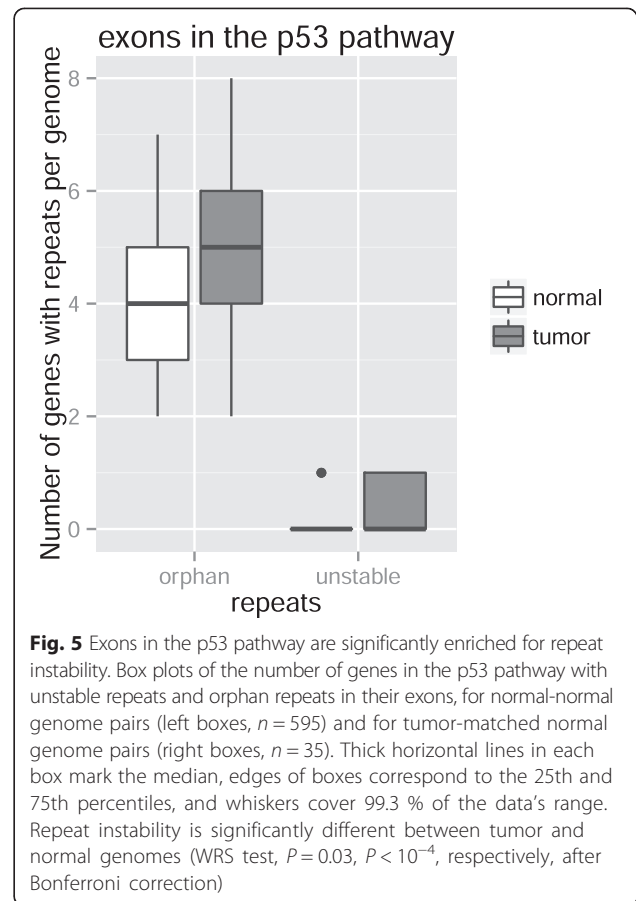 exons in the p53 pathway
Number of genes with repeats per genome
8
6
4
2
0
orphan unstable
repeats
normal
tumor
Fig. 5 Exons in the p53 pathway are significantly enriched for repeat
instability. Box plots of the number of genes in the p53 pathway with
unstable repeats and orphan repeats in their exons, for normal-normal
genome pairs (left boxes, n = 595) and for tumor-matched normal
genome pairs (right boxes, n = 35). Thick horizontal lines in each
box mark the median, edges of boxes correspond to the 25th and
75th percentiles, and whiskers cover 99.3 % of the data's range.
Repeat instability is significantly different between tumor and
normal genomes (WRS test, P = 0.03, P < 10⁻⁴, respectively, after
Bonferroni correction)